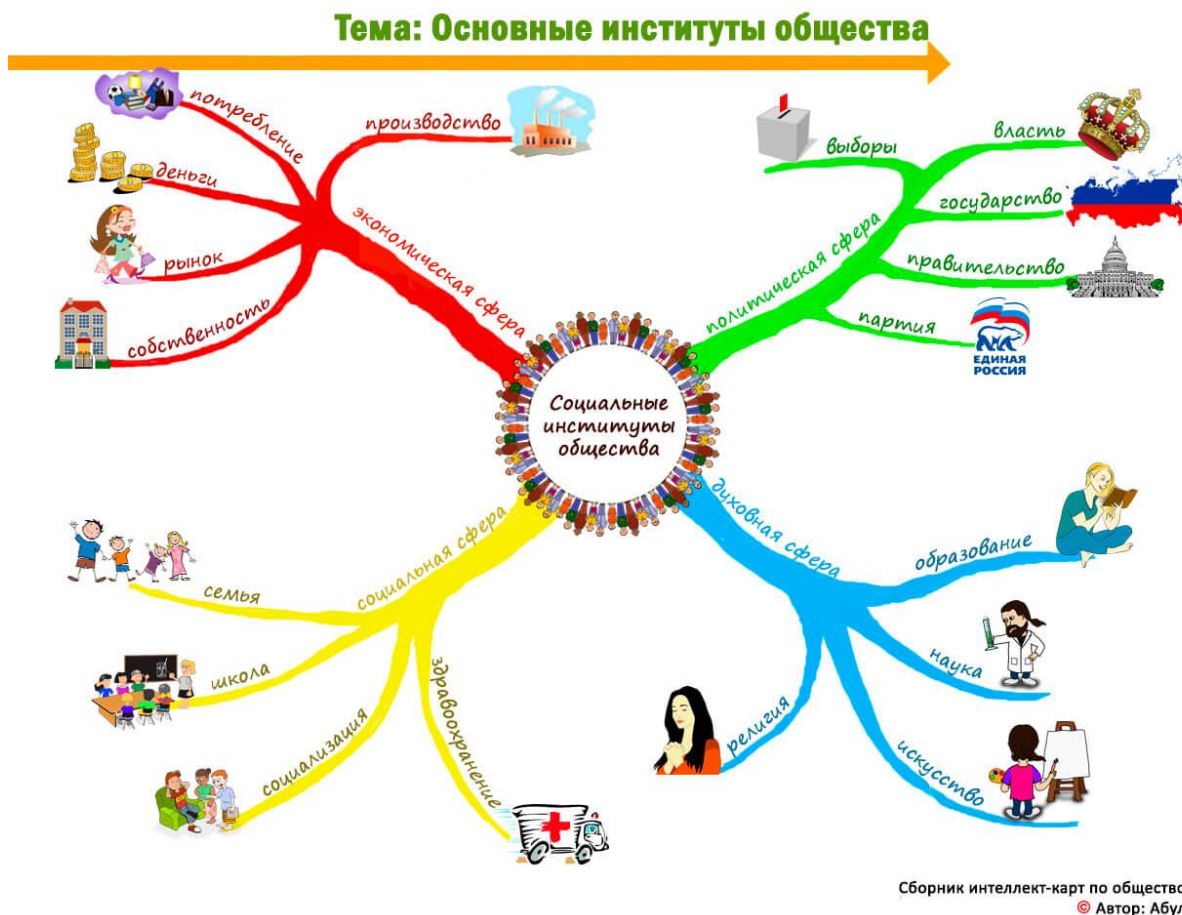 Тема: Основные институты общества
потребление
производство
деньги
рынок
собственность
экономическая сфера
выборы
власть
государство
правительство
партия
ЕДИНАЯ
РОССИЯ
политическая сфера
Социальные
институты
общества
социальная сфера
семья
школа
социализация
здравоохранение
духовная сфера
образование
наука
искусство
религия
Сборник интеллект-карт по общество
© Автор: Абул